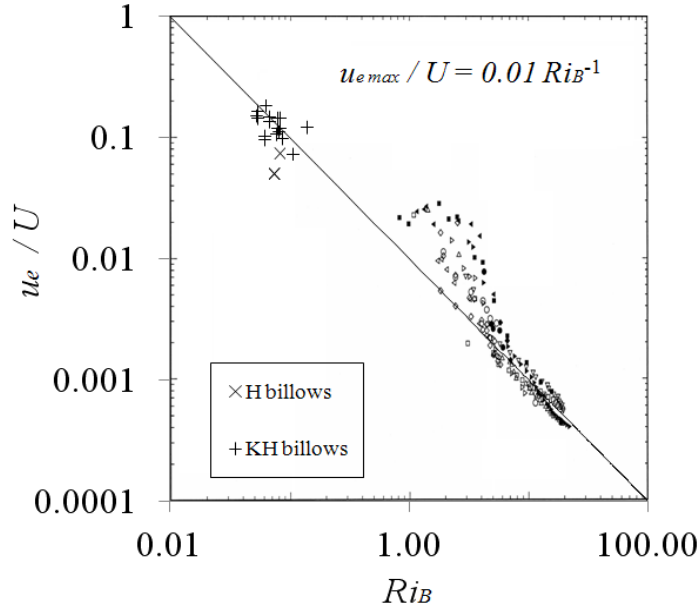 1
u_e max / U = 0.01 Ri_B^-1
0.1
u_e / U
0.01
0.001
× H billows
+ KH billows
0.0001
0.01 1.00 100.00
Ri_B